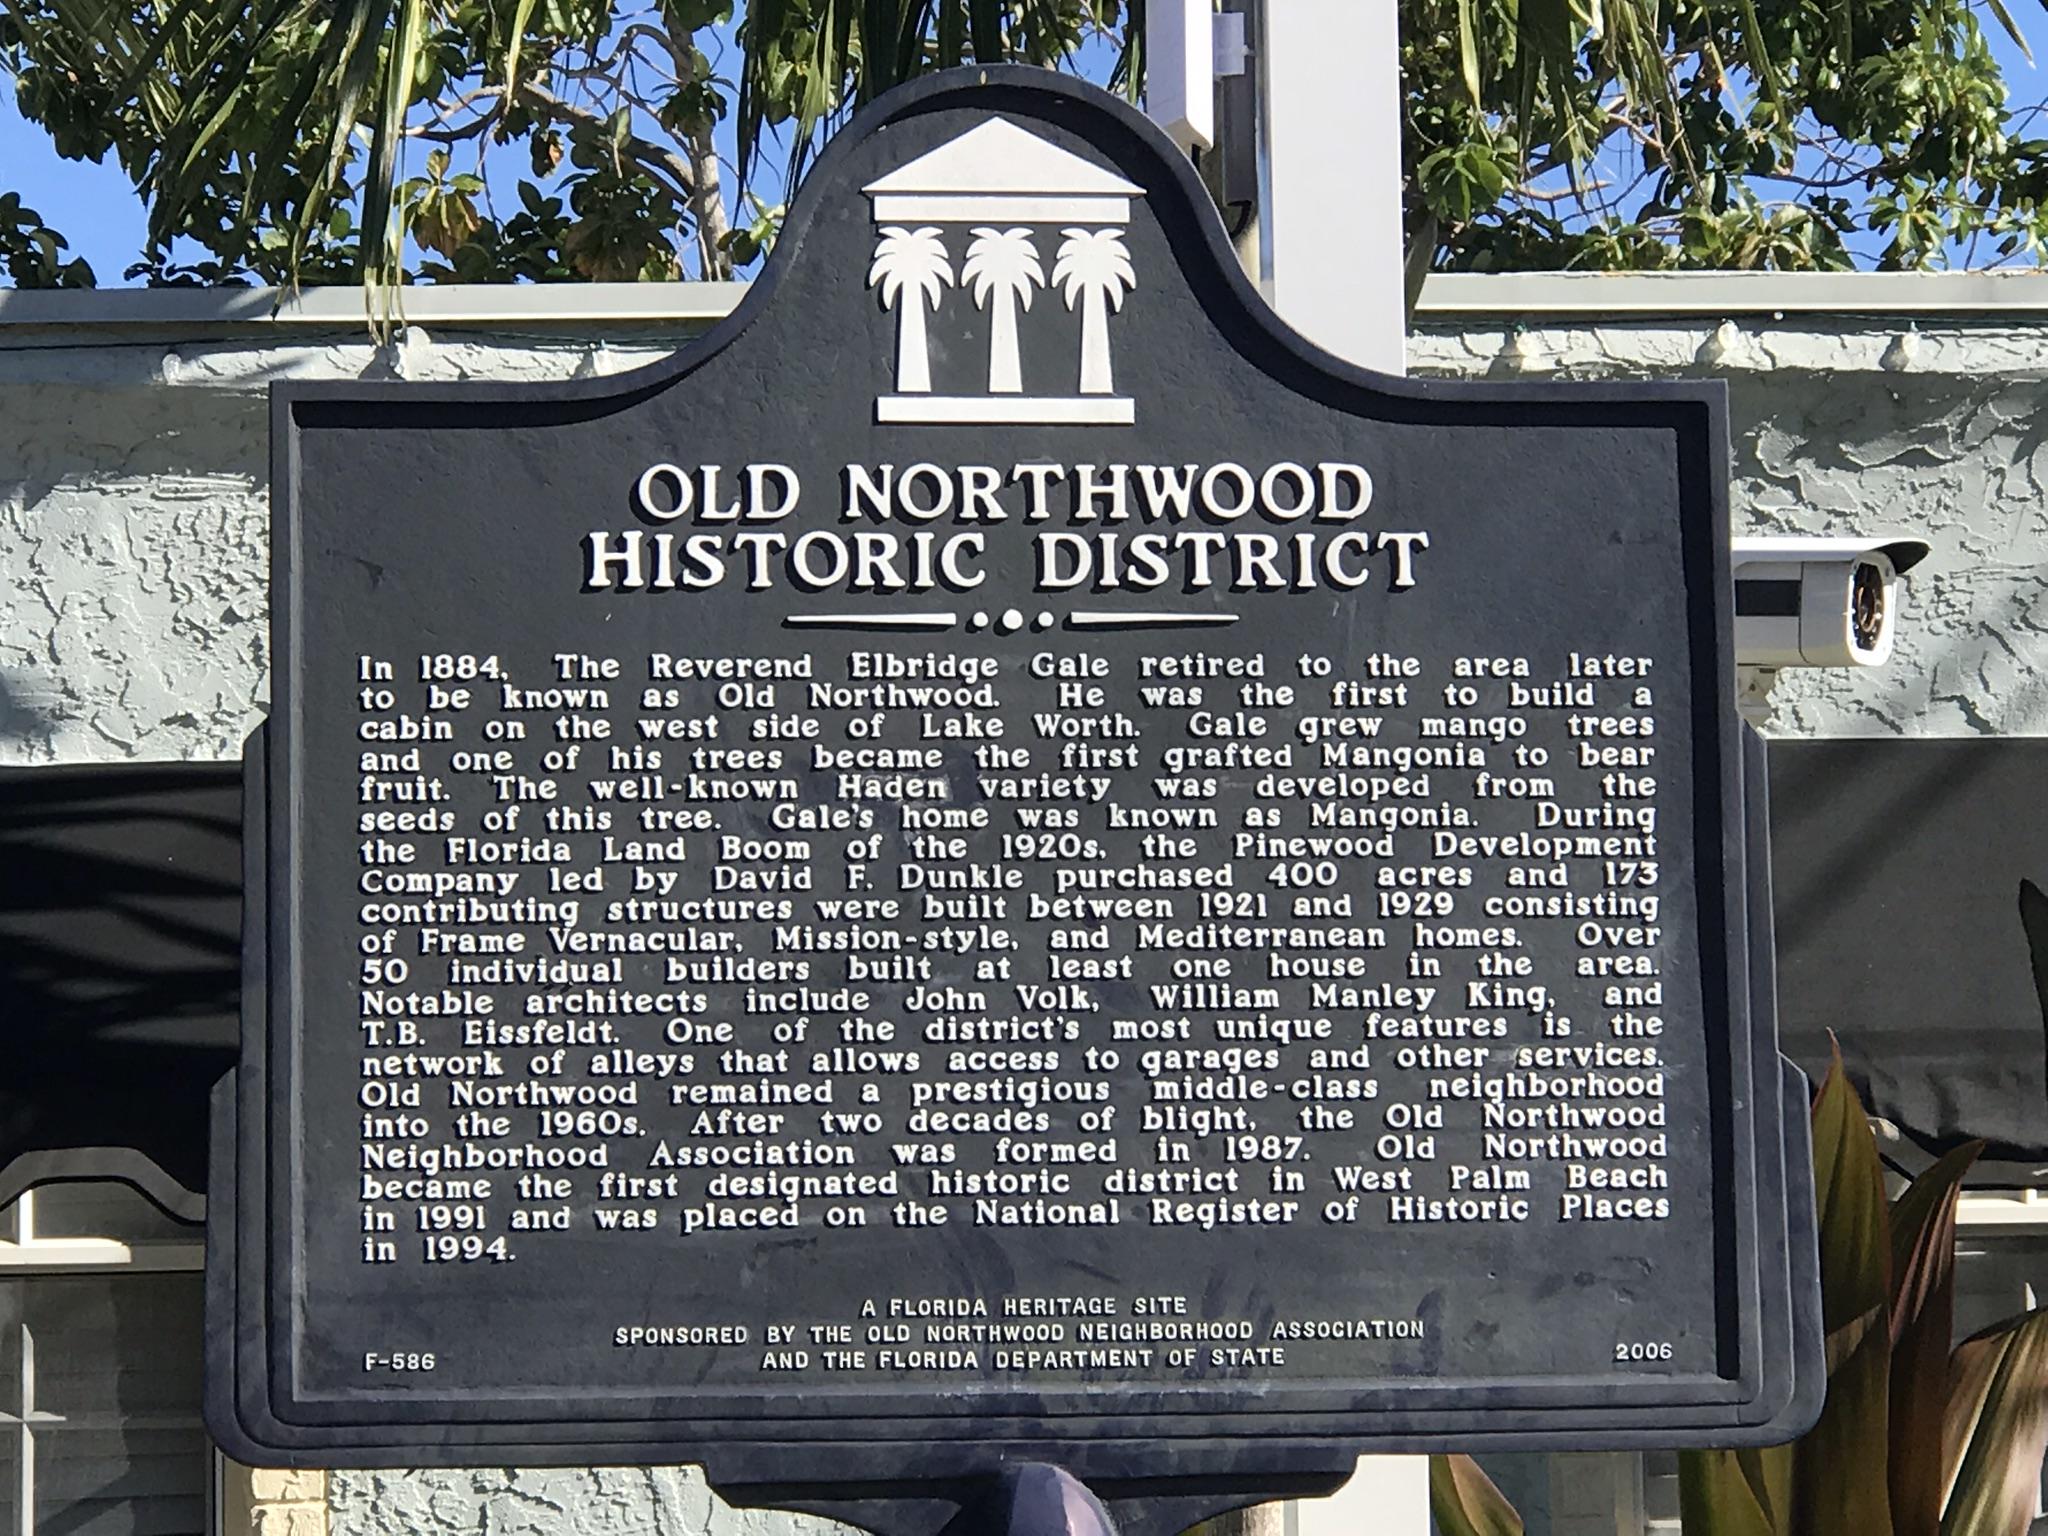 OLD NORTHWOOD
HISTORIC DISTRICT
In 1884, The Reverend Elbridge Gale retired to the area later
to be known as Old Northwood. He was the first to build a
cabin on the west side of Lake Worth. Gale grew mango trees
and one of his trees became the first grafted Mangonia to bear
fruit. The well-known Haden variety was developed from the
seeds of this tree. Gale's home was known as Mangonia. During
the Florida Land Boom of the 1920s, the Pinewood Development
Company led by David F. Dunkle purchased 400 acres and 173
contributing structures were built between 1921 and 1929 consisting
of Frame Vernacular, Mission-style, and Mediterranean homes. Over
50 individual builders built at least one house in the area.
Notable architects include John Volk, William Manley King, and
T.B. Eissfeldt. One of the district's most unique features is the
network of alleys that allows access to garages and other services.
Old Northwood remained a prestigious middle-class neighborhood
into the 1960s. After two decades of blight, the Old Northwood
Neighborhood Association was formed in 1987. Old Northwood
became the first designated historic district in West Palm Beach
in 1991 and was placed on the National Register of Historic Places
in 1994.
A FLORIDA HERITAGE SITE
SPONSORED BY THE OLD NORTHWOOD NEIGHBORHOOD ASSOCIATION
F-586 AND THE FLORIDA DEPARTMENT OF STATE 2006